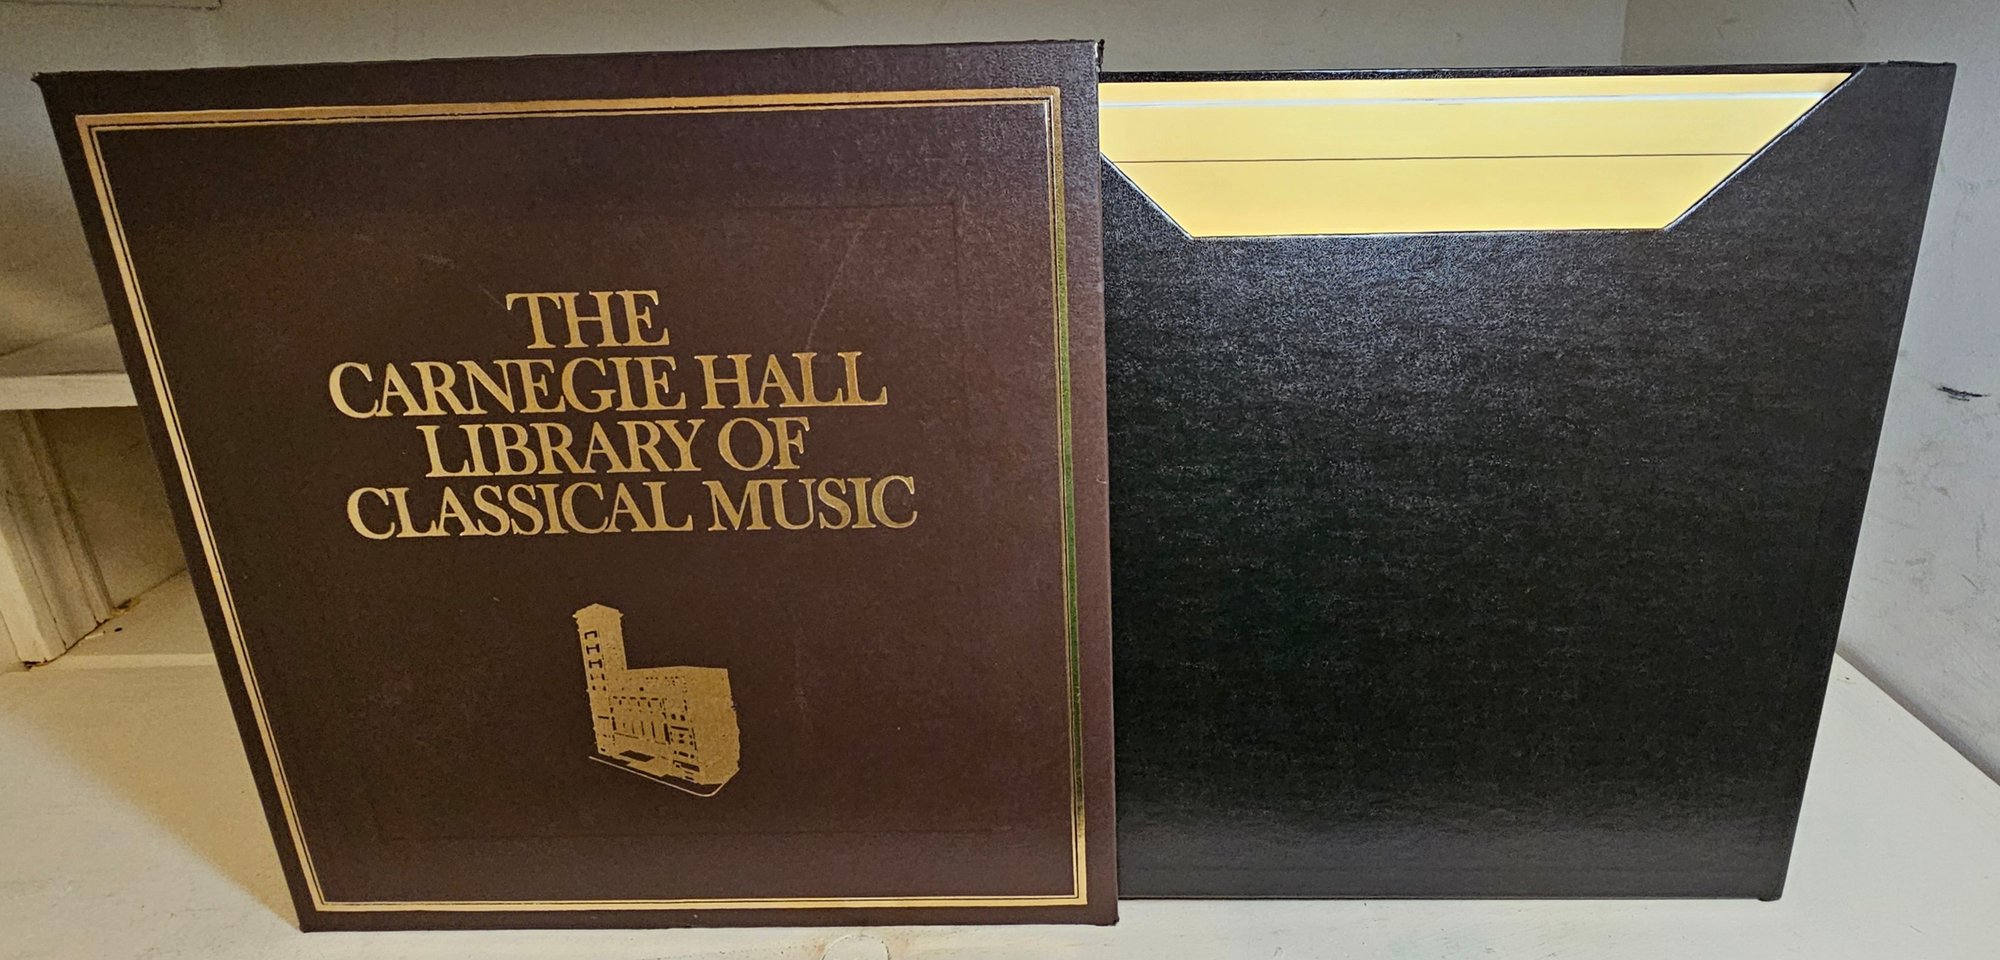 THE
CARNEGIE HALL
LIBRARY OF
CLASSICAL MUSIC